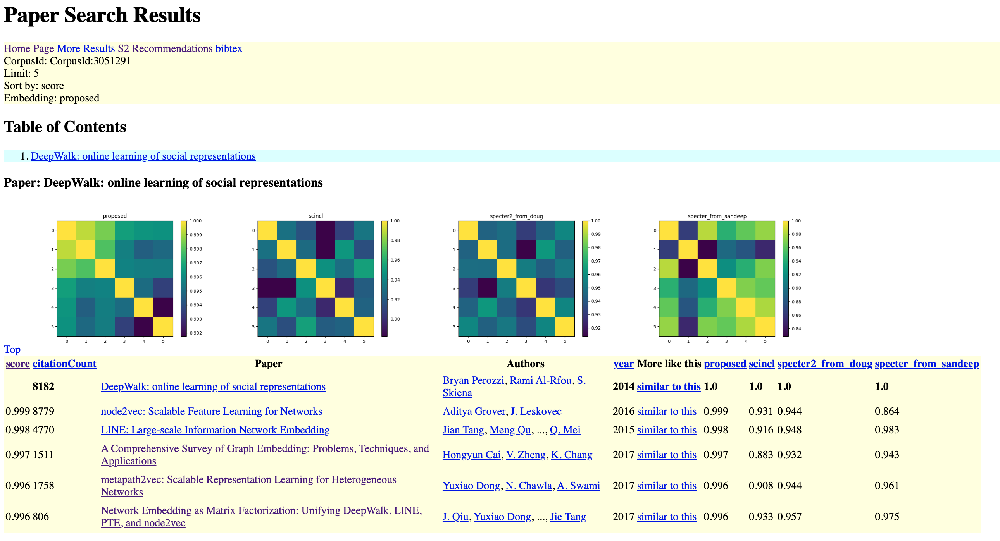 Paper Search Results
Home Page More Results S2 Recommendations bibtex
CorpusId: CorpusId:3051291
Limit: 5
Sort by: score
Embedding: proposed
Table of Contents
1. DeepWalk: online learning of social representations
Paper: DeepWalk: online learning of social representations
proposed
0
1
2
3
4
5
0 1 2 3 4 5
1.000
0.999
0.998
0.997
0.996
0.995
0.994
0.993
0.992
scincl
0
1
2
3
4
5
0 1 2 3 4 5
1.00
0.98
0.96
0.94
0.92
0.90
specter2_from_doug
0
1
2
3
4
5
0 1 2 3 4 5
1.00
0.99
0.98
0.97
0.96
0.95
0.94
0.93
0.92
specter_from_sandeep
0
1
2
3
4
5
0 1 2 3 4 5
1.00
0.98
0.96
0.94
0.92
0.90
0.88
0.86
0.84
Top
score citationCount Paper Authors year More like this proposed scincl specter2_from_doug specter_from_sandeep
8182 DeepWalk: online learning of social representations Bryan Perozzi, Rami Al-Rfou, S. Skiena 2014 similar to this 1.0 1.0 1.0 1.0
0.999 8779 node2vec: Scalable Feature Learning for Networks Aditya Grover, J. Leskovec 2016 similar to this 0.999 0.931 0.944 0.864
0.998 4770 LINE: Large-scale Information Network Embedding Jian Tang, Meng Qu, ..., Q. Mei 2015 similar to this 0.998 0.916 0.948 0.983
0.997 1511 A Comprehensive Survey of Graph Embedding: Problems, Techniques, and Applications Hongyun Cai, V. Zheng, K. Chang 2017 similar to this 0.997 0.883 0.932 0.943
0.996 1758 metapath2vec: Scalable Representation Learning for Heterogeneous Networks Yuxiao Dong, N. Chawla, A. Swami 2017 similar to this 0.996 0.908 0.944 0.961
0.996 806 Network Embedding as Matrix Factorization: Unifying DeepWalk, LINE, PTE, and node2vec J. Qiu, Yuxiao Dong, ..., Jie Tang 2017 similar to this 0.996 0.933 0.957 0.975